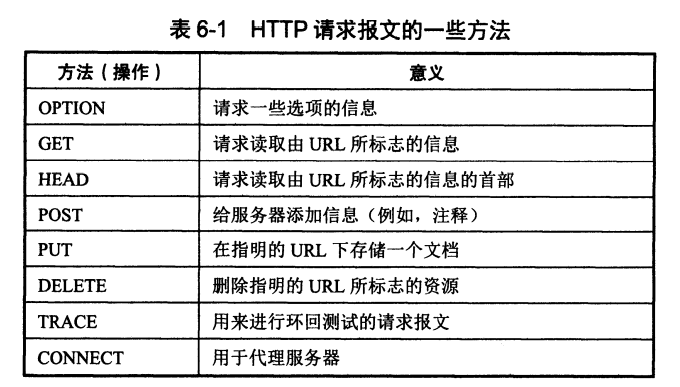 表 6-1 HTTP 请求报文的一些方法
方法（操作） 意义
OPTION 请求一些选项的信息
GET 请求读取由 URL 所标志的信息
HEAD 请求读取由 URL 所标志的信息的首部
POST 给服务器添加信息（例如，注释）
PUT 在指明的 URL 下存储一个文档
DELETE 删除指明的 URL 所标志的资源
TRACE 用来进行环回测试的请求报文
CONNECT 用于代理服务器